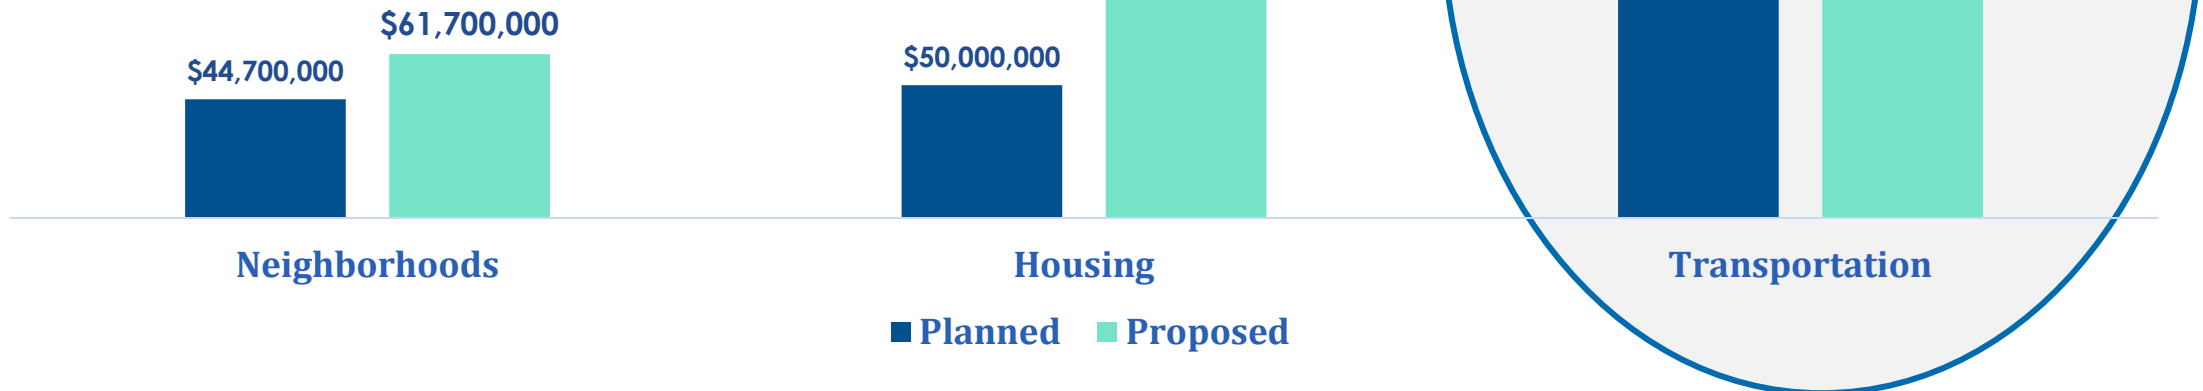 $61,700,000
$44,700,000
$50,000,000
Neighborhoods
Housing
Transportation
Planned
Proposed